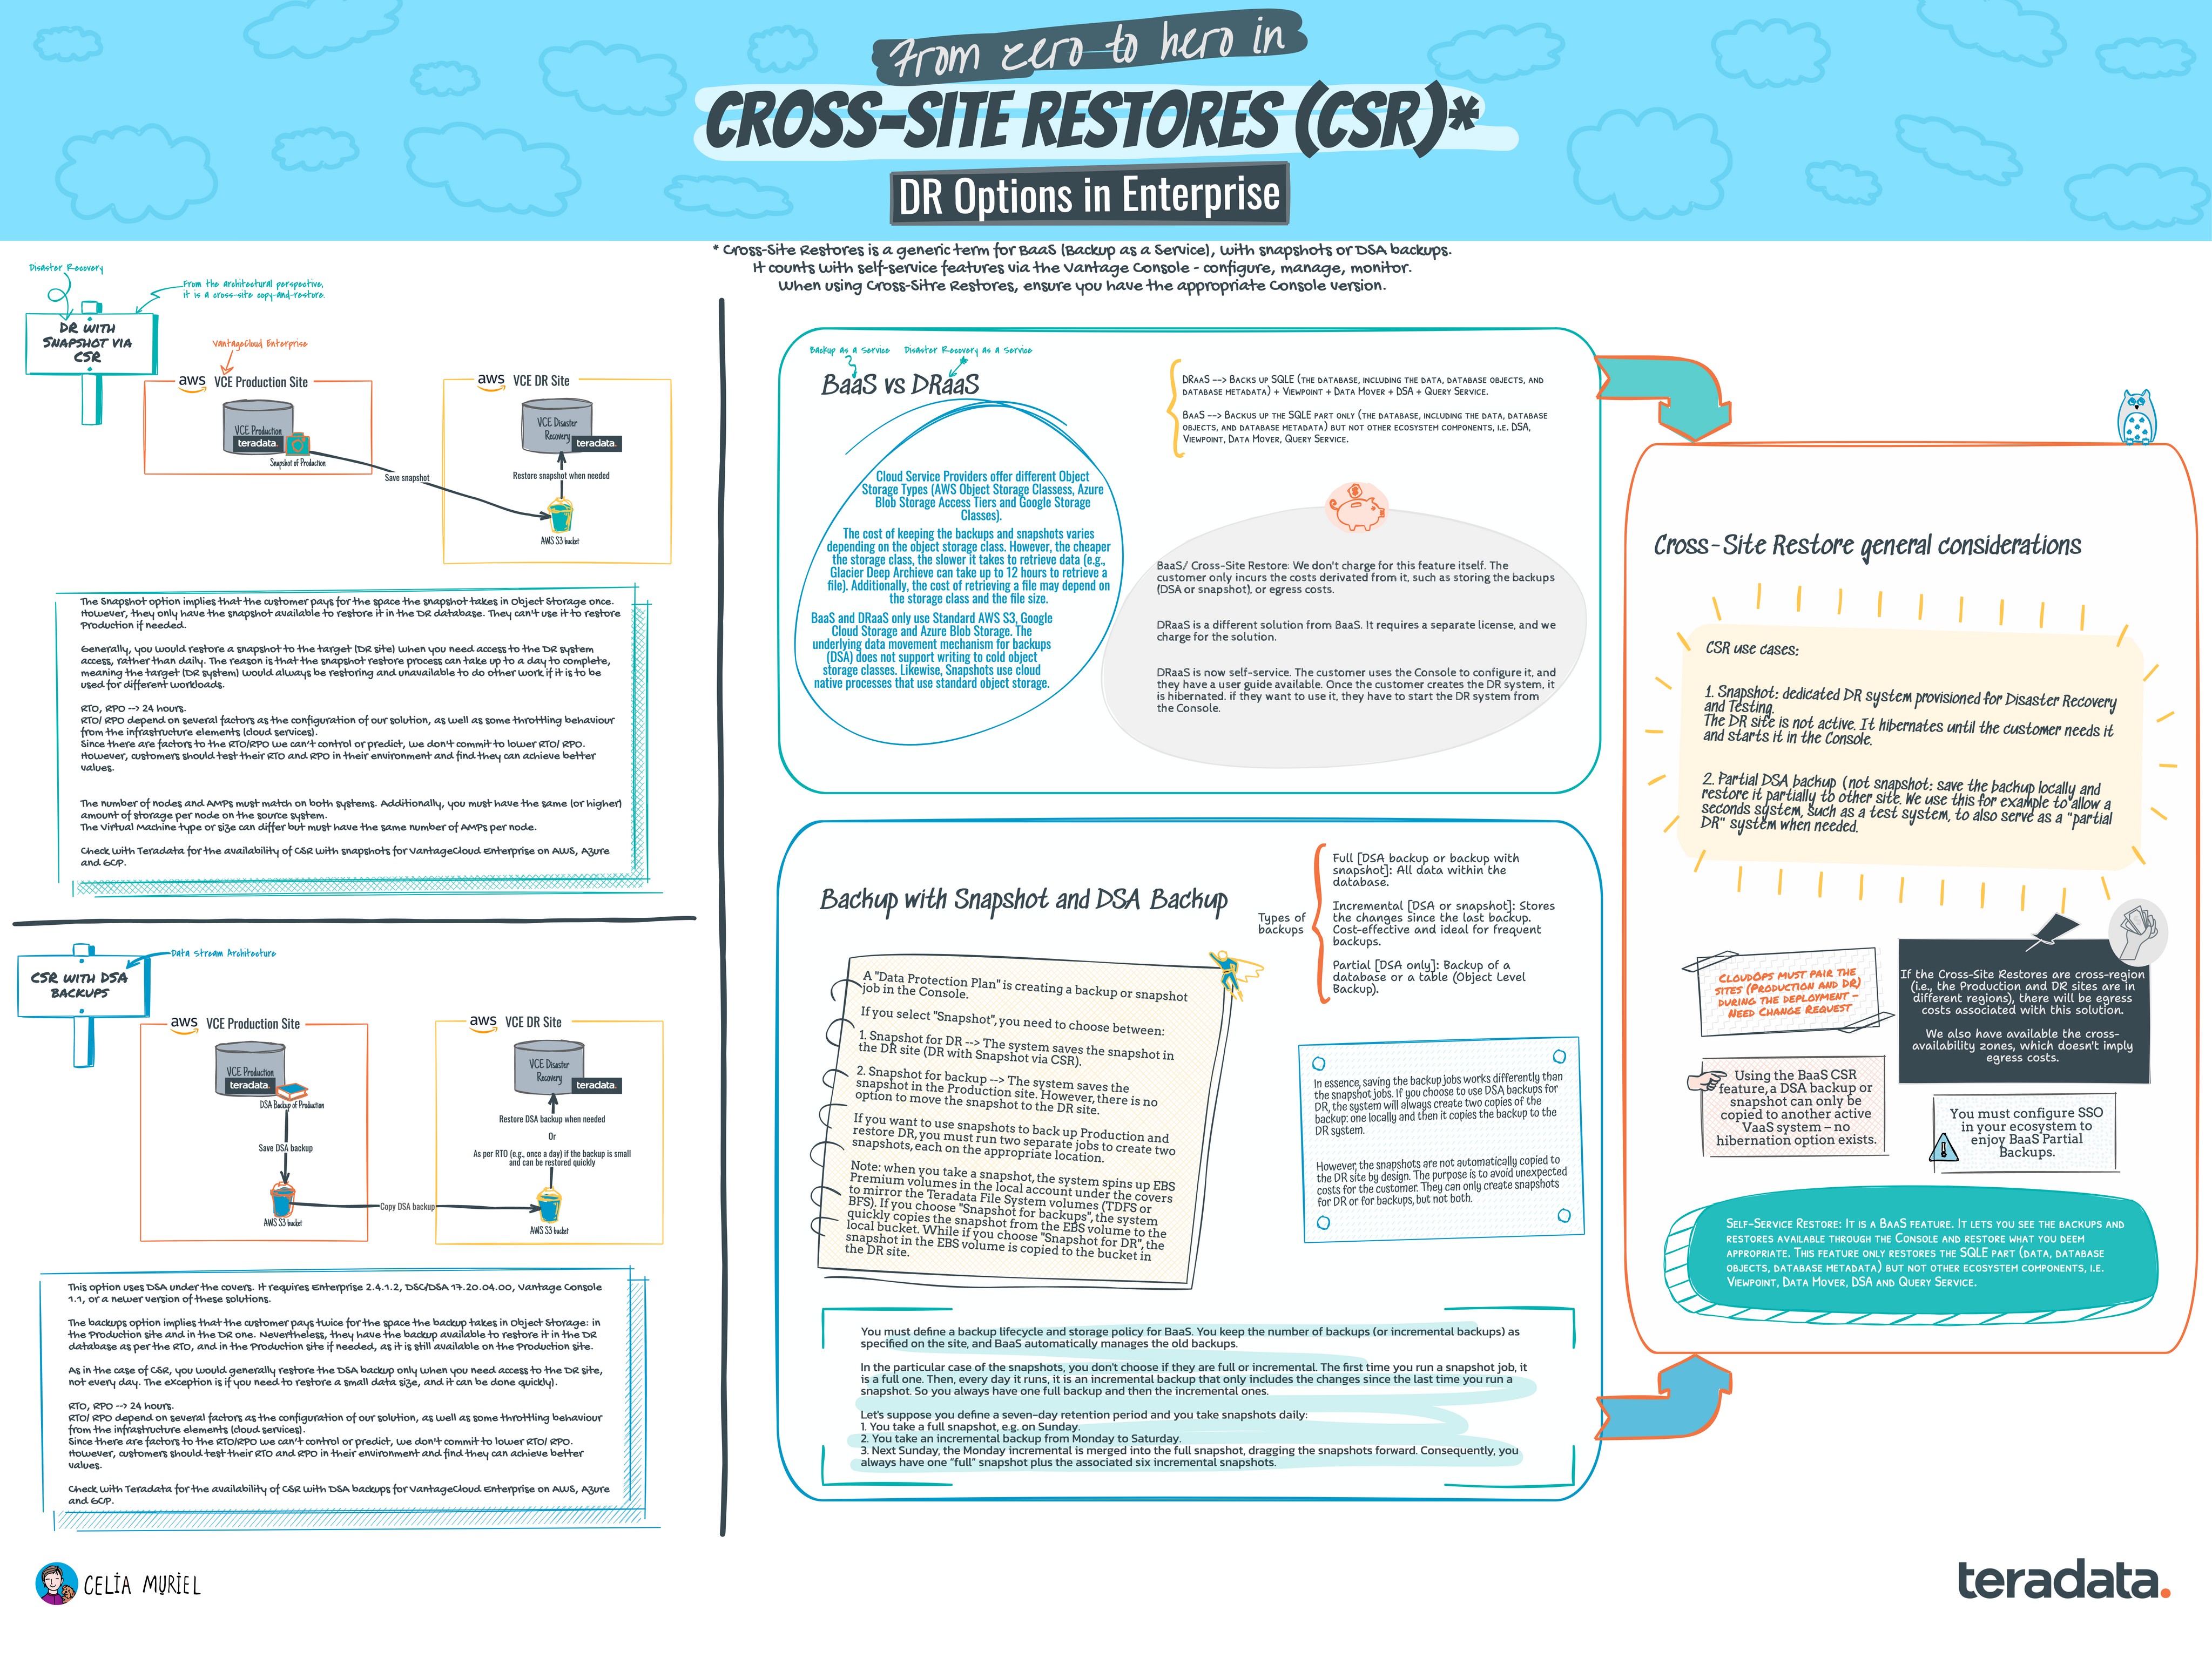 From zero to hero in
CROSS-SITE RESTORES (CSR)*
DR Options in Enterprise
* Cross-Site Restores is a generic term for BaaS (Backup as a Service), with snapshots or DSA backups.
It counts with self-service features via the Vantage Console - configure, manage, monitor.
When using Cross-Sitre Restores, ensure you have the appropriate Console version.
Disaster Recovery
From the architectural perspective,
it is a cross-site copy-and-restore.
DR WITH
SNAPSHOT VIA
CSR
VantageCloud Enterprise
aws VCE Production Site
VCE Production
teradata.
Snapshot of Production
Save snapshot
aws VCE DR Site
VCE Disaster
Recovery
teradata.
Restore snapshot when needed
AWS S3 bucket
The Snapshot option implies that the customer pays for the space the snapshot takes in Object Storage once.
However, they only have the snapshot available to restore it in the DR database. They can't use it to restore
Production if needed.
Generally, you would restore a snapshot to the target (DR site) when you need access to the DR system
access, rather than daily. The reason is that the snapshot restore process can take up to a day to complete,
meaning the target (DR system) would always be restoring and unavailable to do other work if it is to be
used for different workloads.
RTO, RPO --> 24 hours.
RTO/ RPO depend on several factors as the configuration of our solution, as well as some throttling behaviour
from the infrastructure elements (cloud services).
Since there are factors to the RTO/RPO we can't control or predict, we don't commit to lower RTO/ RPO.
However, customers should test their RTO and RPO in their environment and find they can achieve better
values.
The number of nodes and AMPs must match on both systems. Additionally, you must have the same (or higher)
amount of storage per node on the source system.
The Virtual Machine type or size can differ but must have the same number of AMPs per node.
Check with Teradata for the availability of CSR with snapshots for VantageCloud Enterprise on AWS, Azure
and GCP.
Data Stream Architecture
CSR WITH DSA
BACKUPS
aws VCE Production Site
VCE Production
teradata.
DSA Backup of Production
Save DSA backup
AWS S3 bucket
Copy DSA backup
aws VCE DR Site
VCE Disaster
Recovery
teradata.
Restore DSA backup when needed
Or
As per RTO (e.g., once a day) if the backup is small
and can be restored quickly
AWS S3 bucket
This option uses DSA under the covers. It requires Enterprise 2.4.1.2, DSC/DSA 17.20.04.00, Vantage Console
1.1, or a newer version of these solutions.
The backups option implies that the customer pays twice for the space the backup takes in Object Storage: in
the Production site and in the DR one. Nevertheless, they have the backup available to restore it in the DR
database as per the RTO, and in the Production site if needed, as it is still available on the Production site.
As in the case of CSR, you would generally restore the DSA backup only when you need access to the DR site,
not every day. The exception is if you need to restore a small data size, and it can be done quickly).
RTO, RPO --> 24 hours.
RTO/ RPO depend on several factors as the configuration of our solution, as well as some throttling behaviour
from the infrastructure elements (cloud services).
Since there are factors to the RTO/RPO we can't control or predict, we don't commit to lower RTO/ RPO.
However, customers should test their RTO and RPO in their environment and find they can achieve better
values.
Check with Teradata for the availability of CSR with DSA backups for VantageCloud Enterprise on AWS, Azure
and GCP.
Backup as a Service
Disaster Recovery as a Service
BaaS vs DRaaS
DRaaS --> Backs up SQLE (the database, including the data, database objects, and
database metadata) + Viewpoint + Data Mover + DSA + Query Service.
BaaS --> Backus up the SQLE part only (the database, including the data, database
objects, and database metadata) but not other ecosystem components, i.e. DSA,
Viewpoint, Data Mover, Query Service.
Cloud Service Providers offer different Object
Storage Types (AWS Object Storage Classess, Azure
Blob Storage Access Tiers and Google Storage
Classes).
The cost of keeping the backups and snapshots varies
depending on the object storage class. However, the cheaper
the storage class, the slower it takes to retrieve data (e.g.,
Glacier Deep Archieve can take up to 12 hours to retrieve a
file). Additionally, the cost of retrieving a file may depend on
the storage class and the file size.
BaaS and DRaaS only use Standard AWS S3, Google
Cloud Storage and Azure Blob Storage. The
underlying data movement mechanism for backups
(DSA) does not support writing to cold object
storage classes. Likewise, Snapshots use cloud
native processes that use standard object storage.
BaaS/ Cross-Site Restore: We don't charge for this feature itself. The
customer only incurs the costs derived from it, such as storing the backups
(DSA or snapshot), or egress costs.
DRaaS is a different solution from BaaS. It requires a separate license, and we
charge for the solution.
DRaaS is now self-service. The customer uses the Console to configure it, and
they have a user guide available. Once the customer creates the DR system, it
is hibernated. if they want to use it, they have to start the DR system from
the Console.
Backup with Snapshot and DSA Backup
Types of
backups
Full [DSA backup or backup with
snapshot]: All data within the
database.
Incremental [DSA or snapshot]: Stores
the changes since the last backup.
Cost-effective and ideal for frequent
backups.
Partial [DSA only]: Backup of a
database or a table (Object Level
Backup).
A "Data Protection Plan" is creating a backup or snapshot
job in the Console.
If you select "Snapshot", you need to choose between:
1. Snapshot for DR --> The system saves the snapshot in
the DR site (DR with Snapshot via CSR).
2. Snapshot for backup --> The system saves the
snapshot in the Production site. However, there is no
option to move the snapshot to the DR site.
If you want to use snapshots to back up Production and
restore DR, you must run two separate jobs to create two
snapshots, each on the appropriate location.
Note: when you take a snapshot, the system spins up EBS
Premium volumes in the local account under the covers
to mirror the Teradata File System volumes (TDFS or
BFS). If you choose "Snapshot for backups", the system
quickly copies the snapshot from the EBS volume to the
local bucket. While if you choose "Snapshot for DR", the
snapshot in the EBS volume is copied to the bucket in
the DR site.
In essence, saving the backup jobs works differently than
the snapshot jobs. If you choose to use DSA backups for
DR, the system will always create two copies of the
backup: one locally and then it copies the backup to the
DR system.
However, the snapshots are not automatically copied to
the DR site by design. The purpose is to avoid unexpected
costs for the customer. They can only create snapshots
for DR or for backups, but not both.
You must define a backup lifecycle and storage policy for BaaS. You keep the number of backups (or incremental backups) as
specified on the site, and BaaS automatically manages the old backups.
In the particular case of the snapshots, you don't choose if they are full or incremental. The first time you run a snapshot job, it
is a full one. Then, every day it runs, it is an incremental backup that only includes the changes since the last time you run a
snapshot. So you always have one full backup and then the incremental ones.
Let's suppose you define a seven-day retention period and you take snapshots daily:
1. You take a full snapshot, e.g. on Sunday.
2. You take an incremental backup from Monday to Saturday.
3. Next Sunday, the Monday incremental is merged into the full snapshot, dragging the snapshots forward. Consequently, you
always have one "full" snapshot plus the associated six incremental snapshots.
Cross-Site Restore general considerations
CSR use cases:
1. Snapshot: dedicated DR system provisioned for Disaster Recovery
and Testing.
The DR site is not active. It hibernates until the customer needs it
and starts it in the Console.
2. Partial DSA backup (not snapshot: save the backup locally and
restore it partially to other site. We use this for example to allow a
seconds system, such as a test system, to also serve as a "partial
DR" system when needed.
CloudOps must pair the
sites (Production and DR)
during the deployment –
Need Change Request
If the Cross-Site Restores are cross-region
(i.e., the Production and DR sites are in
different regions), there will be egress
costs associated with this solution.
We also have available the cross-
availability zones, which doesn't imply
egress costs.
Using the BaaS CSR
feature, a DSA backup or
snapshot can only be
copied to another active
VaaS system – no
hibernation option exists.
You must configure SSO
in your ecosystem to
enjoy BaaS Partial
Backups.
Self-Service Restore: It is a BaaS feature. It lets you see the backups and
restores available through the Console and restore what you deem
appropriate. This feature only restores the SQLE part (data, database
objects, database metadata) but not other ecosystem components, i.e.
Viewpoint, Data Mover, DSA and Query Service.
CELIA MURIEL
teradata.